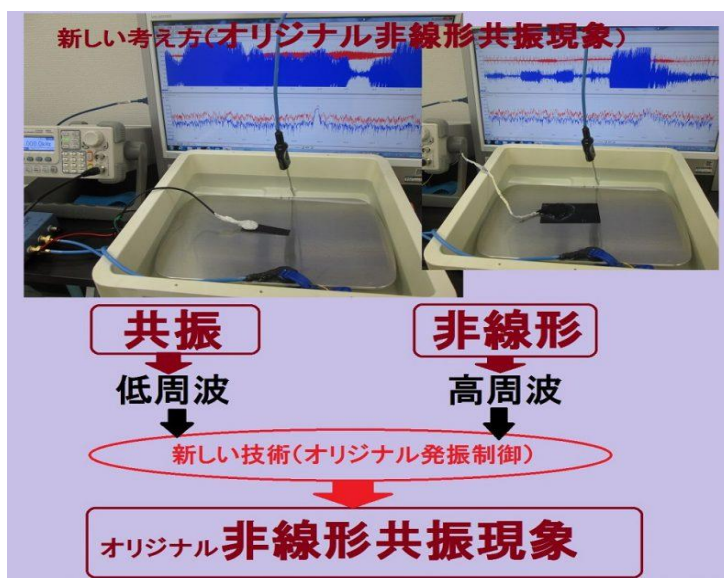 新しい考え方(オリジナル非線形共振現象)
共振
非線形
低周波
高周波
新しい技術(オリジナル発振制御)
オリジナル非線形共振現象